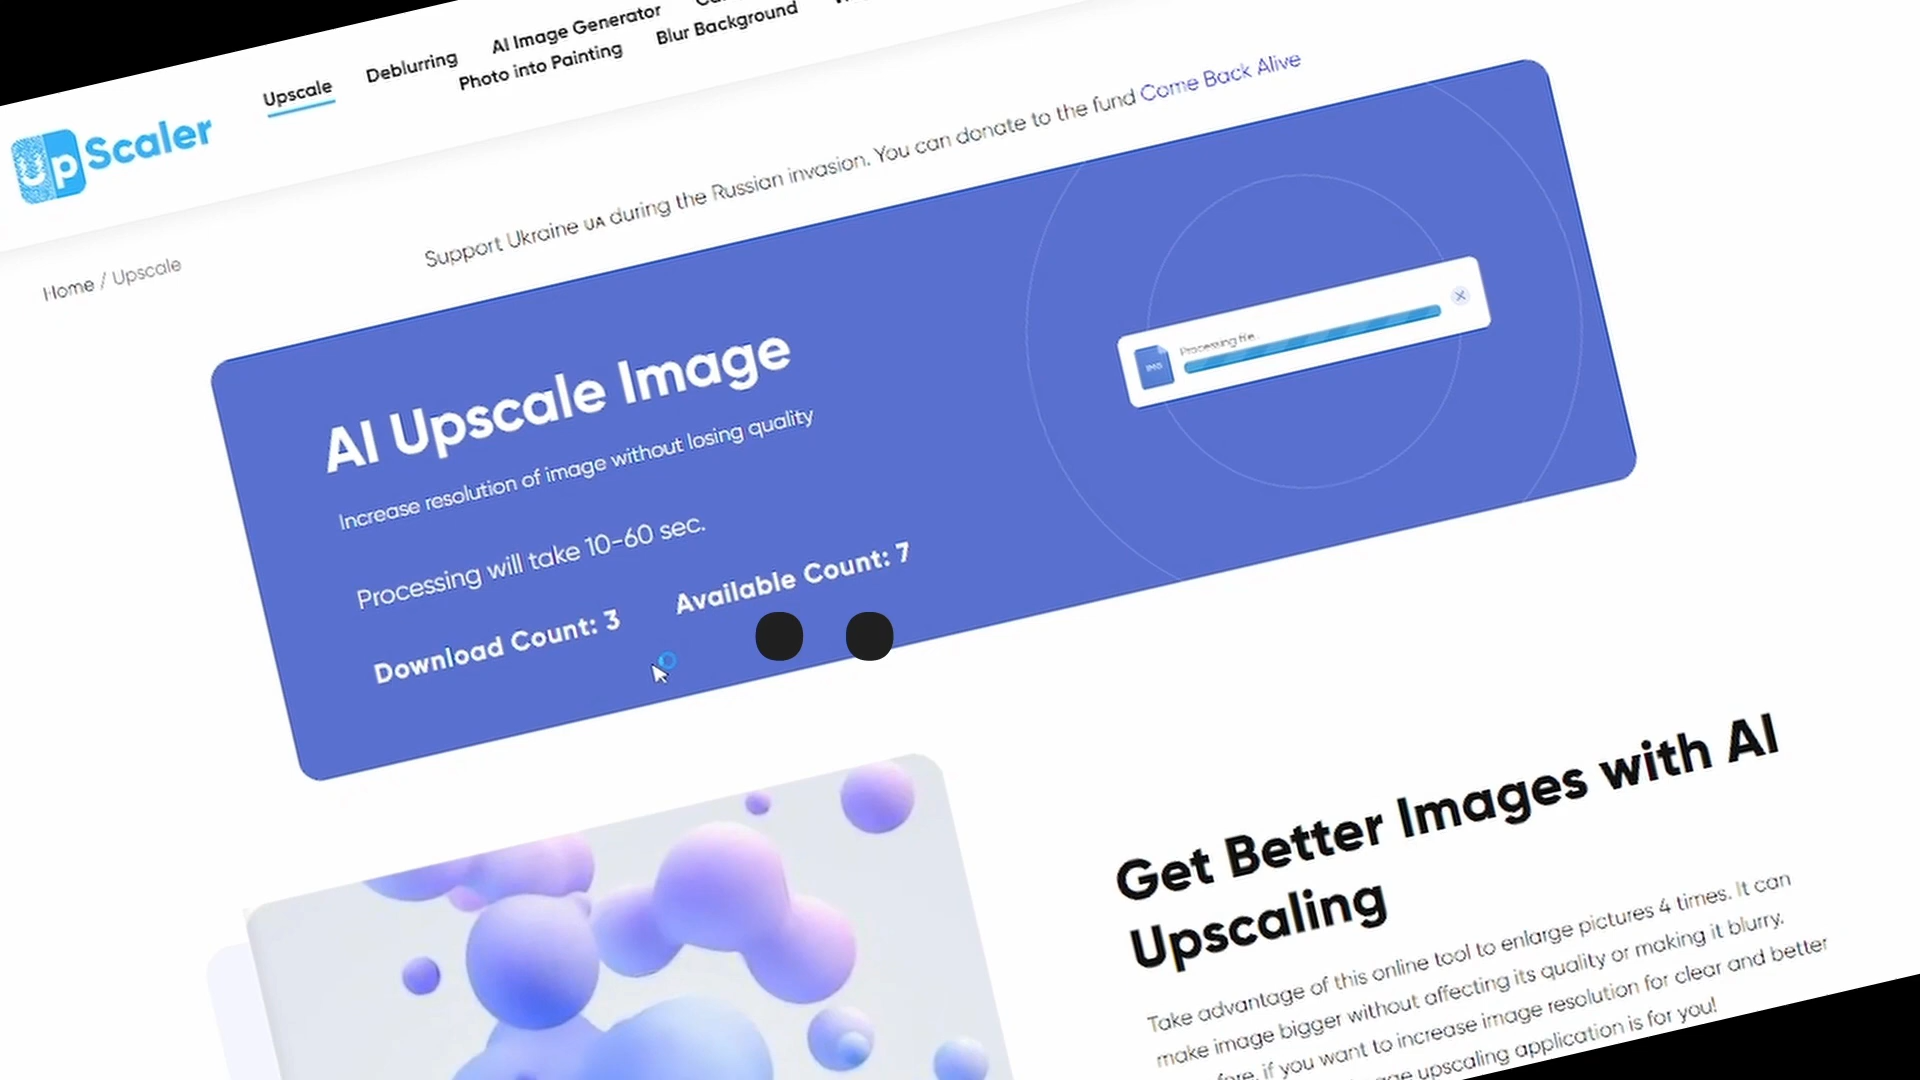 Up Scaler
Upscale
Deblurring
AI Image Generator
Photo into Painting
Blur Background
Home / Upscale
Support Ukraine UA during the Russian invasion. You can donate to the fund Come Back Alive
AI Upscale Image
Increase resolution of image without losing quality
Processing will take 10-60 sec.
Download Count: 3
Available Count: 7
IMG
Processing file...
Get Better Images with AI
Upscaling
Take advantage of this online tool to enlarge pictures 4 times. It can
make image bigger without affecting its quality or making it blurry.
if you want to increase image resolution for clear and better
upscaling application is for you!